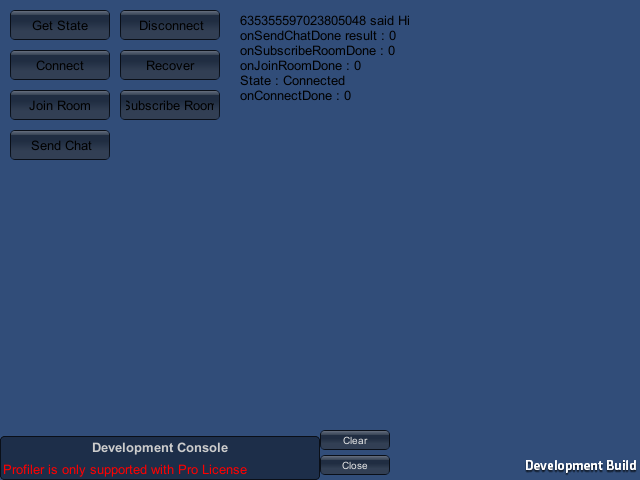 Get State
Disconnect
Connect
Recover
Join Room
Subscribe Room
Send Chat
635355597023805048 said Hi
onSendChatDone result : 0
onSubscribeRoomDone : 0
onJoinRoomDone : 0
State : Connected
onConnectDone : 0
Development Console
Profiler is only supported with Pro License
Clear
Close
Development Build